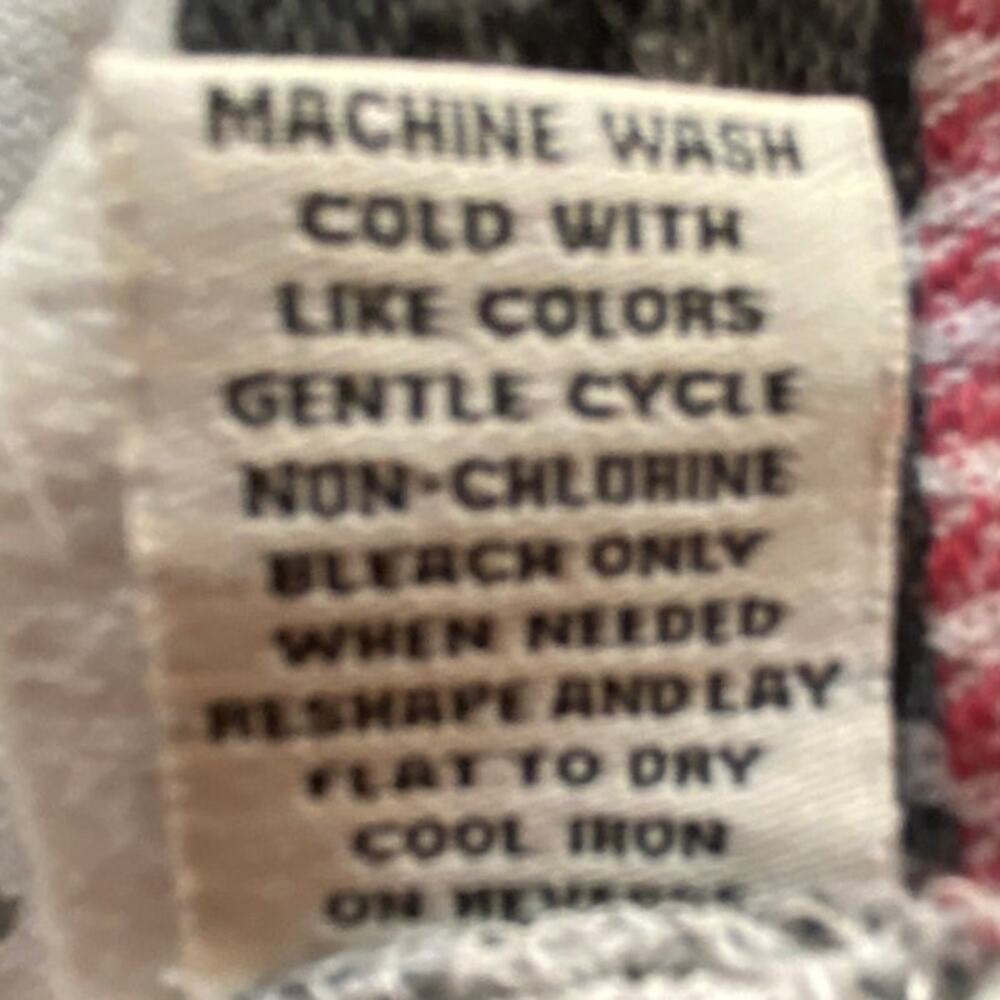 MACHINE WASH
COLD WITH
LIKE COLORS
GENTLE CYCLE
NON-CHLORINE
BLEACH ONLY
WHEN NEEDED
RESHAPE AND LAY
FLAT TO DRY
COOL IRON
ON REVERSE